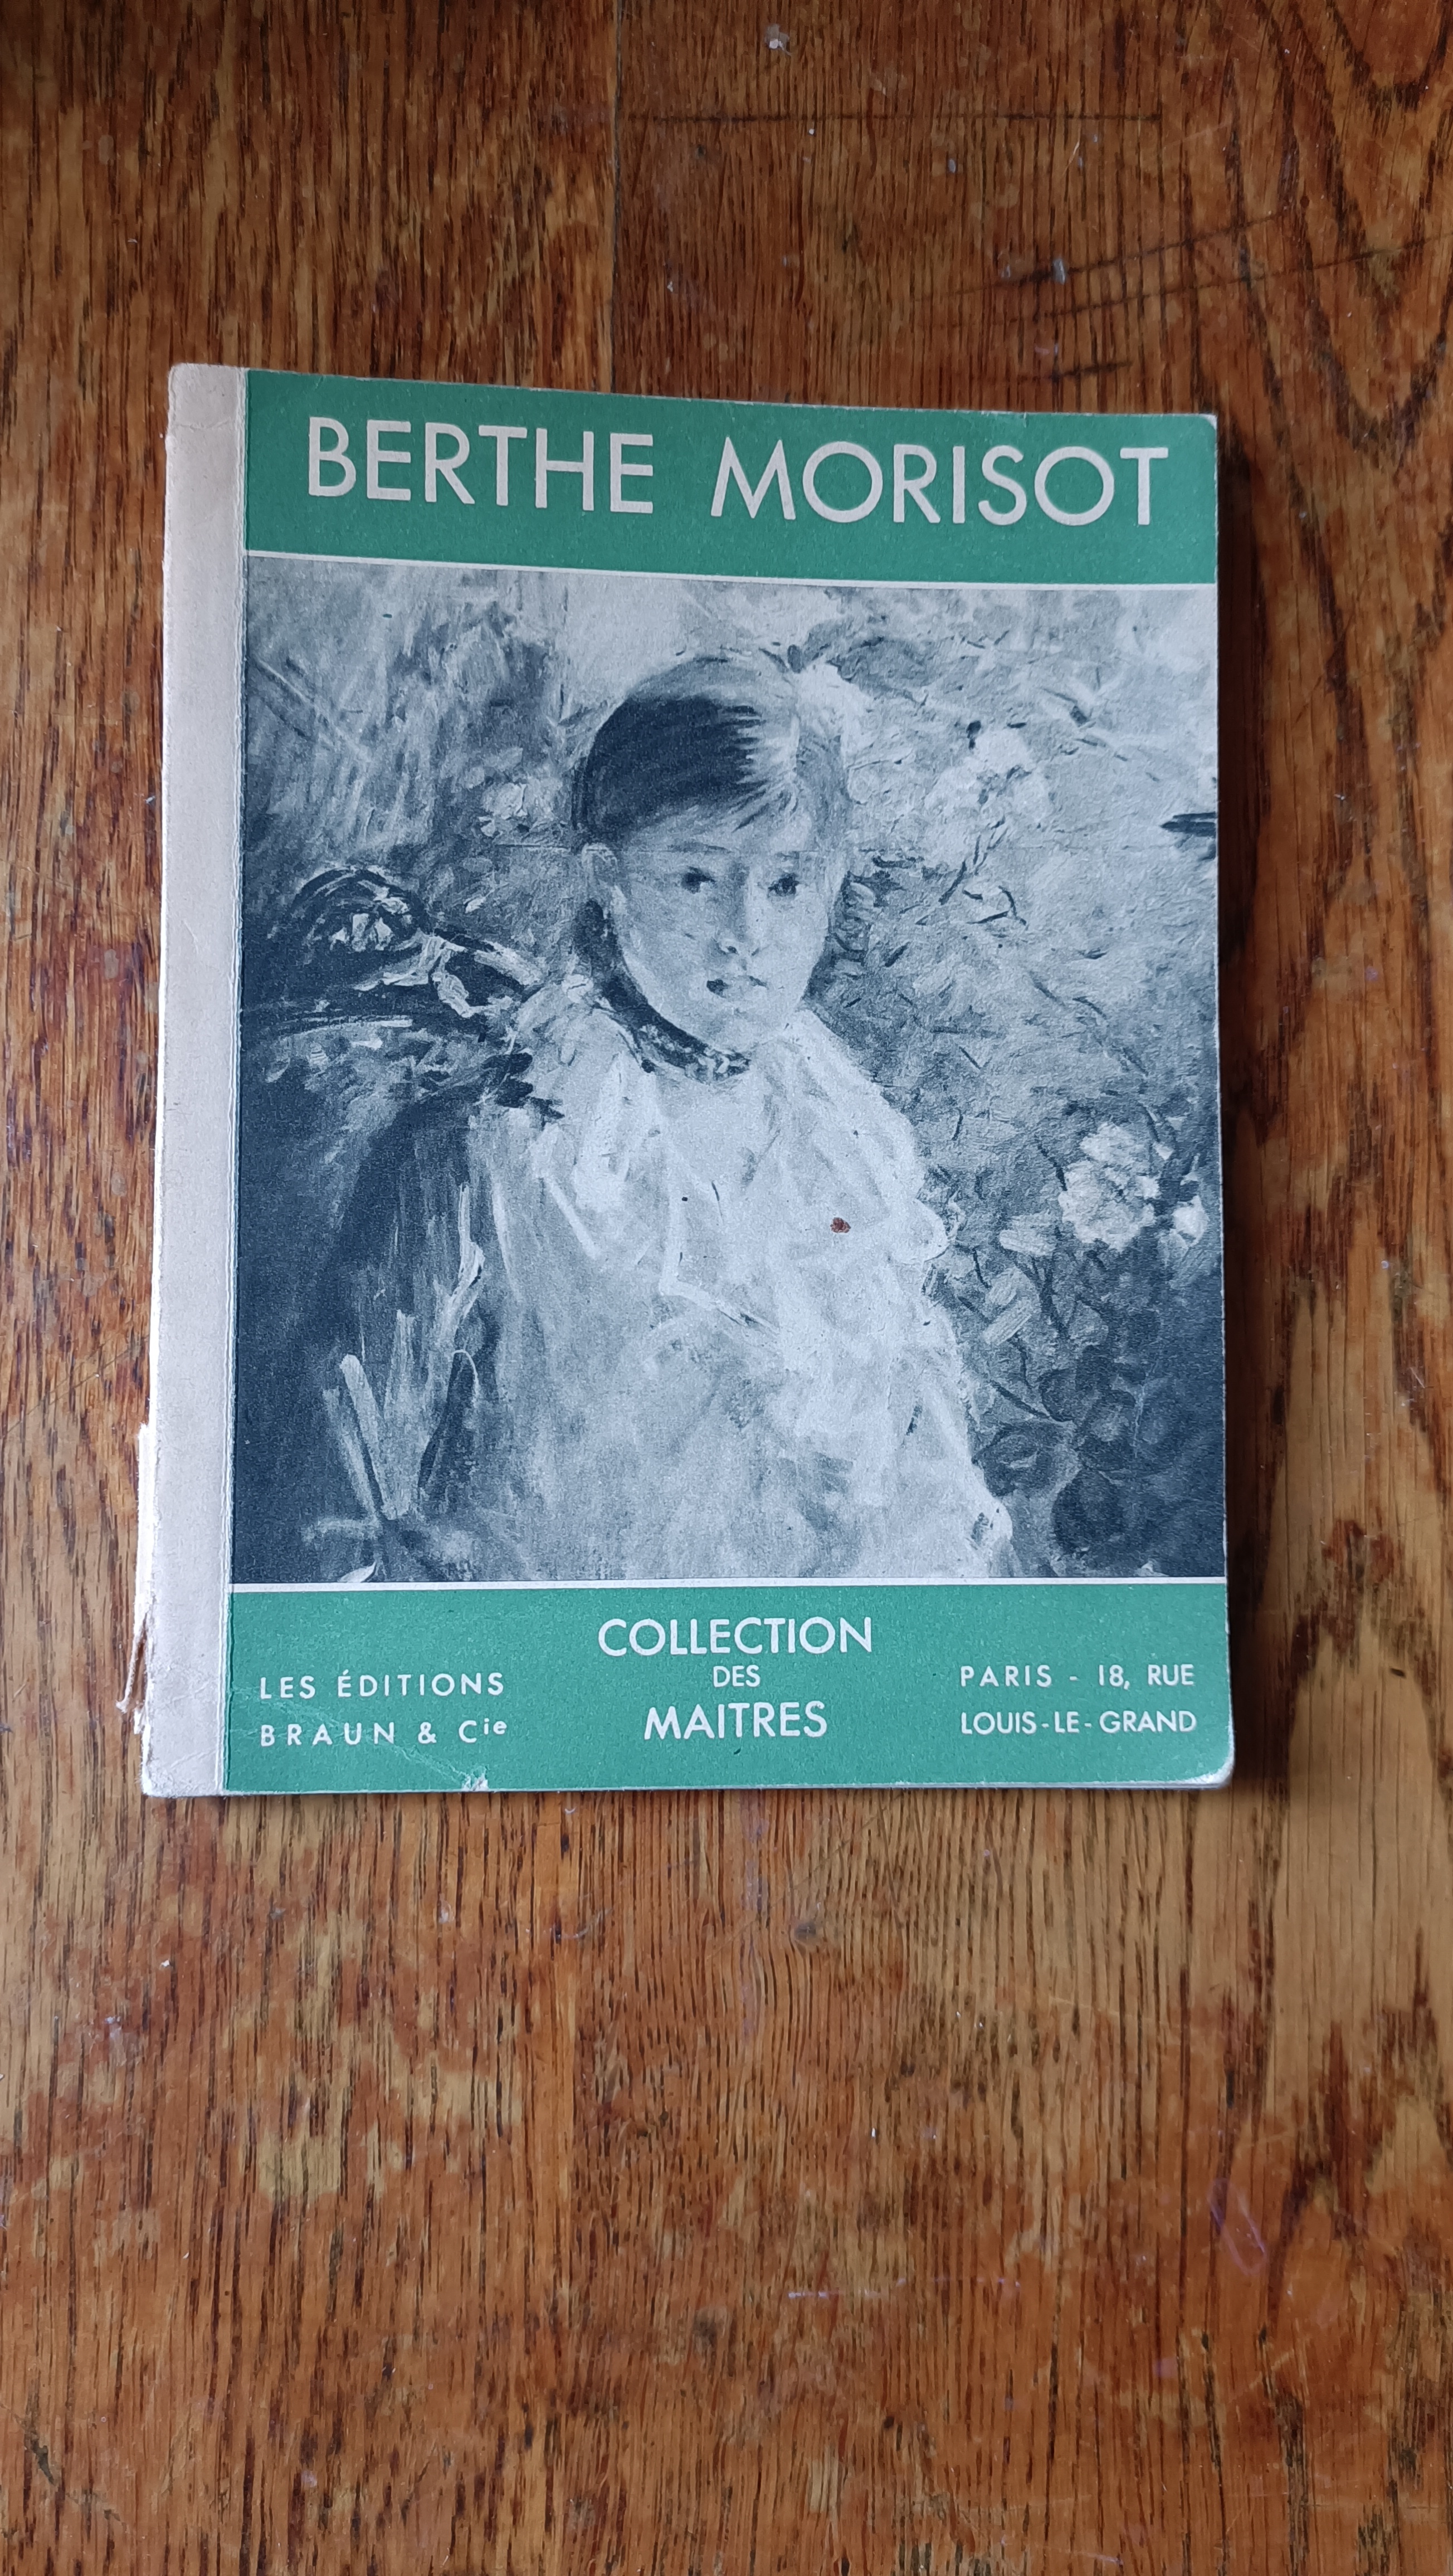 BERTHE MORISOT
COLLECTION
DES
MAITRES
LES ÉDITIONS
BRAUN & Cie
PARIS - 18, RUE
LOUIS-LE-GRAND